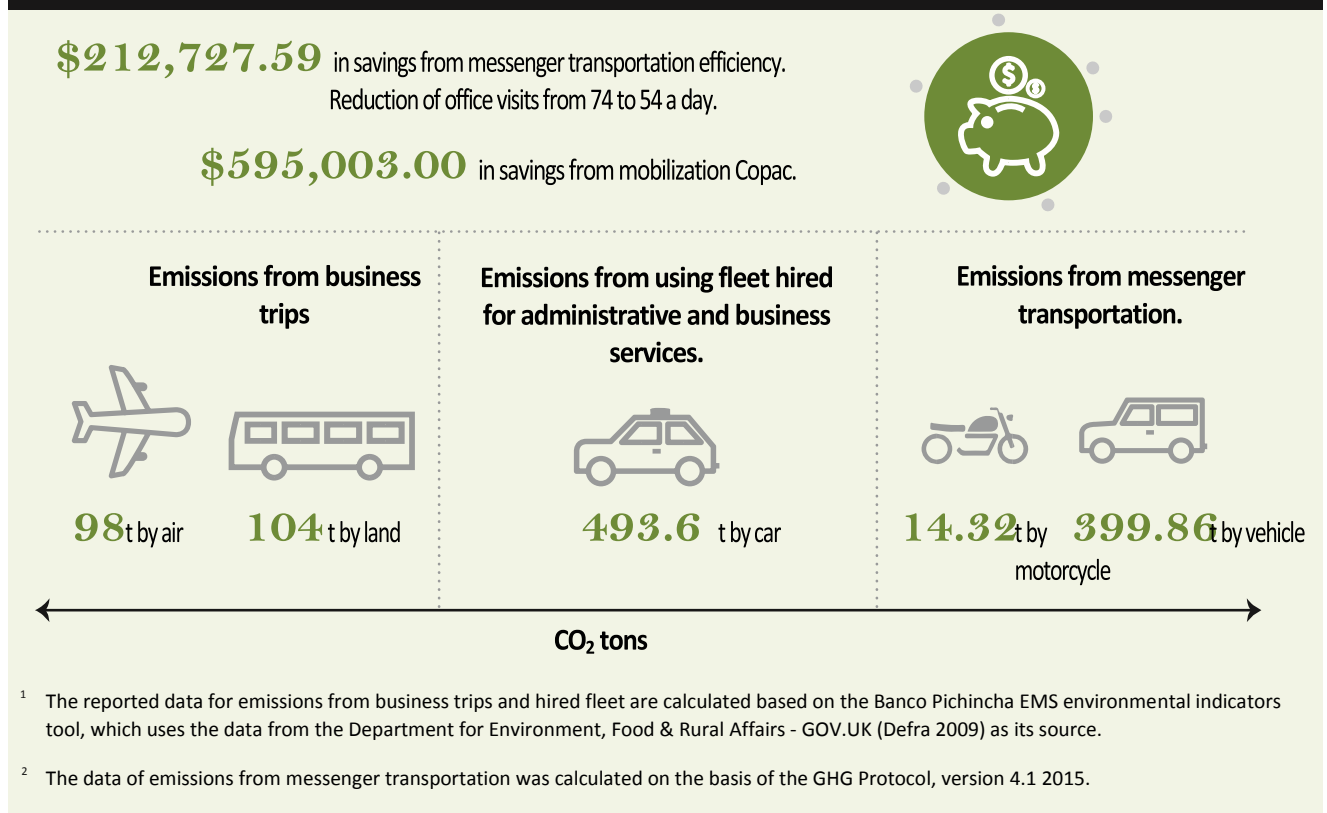 $212,727.59 in savings from messenger transportation efficiency.
Reduction of office visits from 74 to 54 a day.
$595,003.00 in savings from mobilization Copac.
Emissions from business
trips
98 t by air 104 t by land
Emissions from using fleet hired
for administrative and business
services.
493.6 t by car
Emissions from messenger
transportation.
14.32 t by
motorcycle
399.86 t by vehicle
CO₂ tons
1 The reported data for emissions from business trips and hired fleet are calculated based on the Banco Pichincha EMS environmental indicators
tool, which uses the data from the Department for Environment, Food & Rural Affairs - GOV.UK (Defra 2009) as its source.
2 The data of emissions from messenger transportation was calculated on the basis of the GHG Protocol, version 4.1 2015.